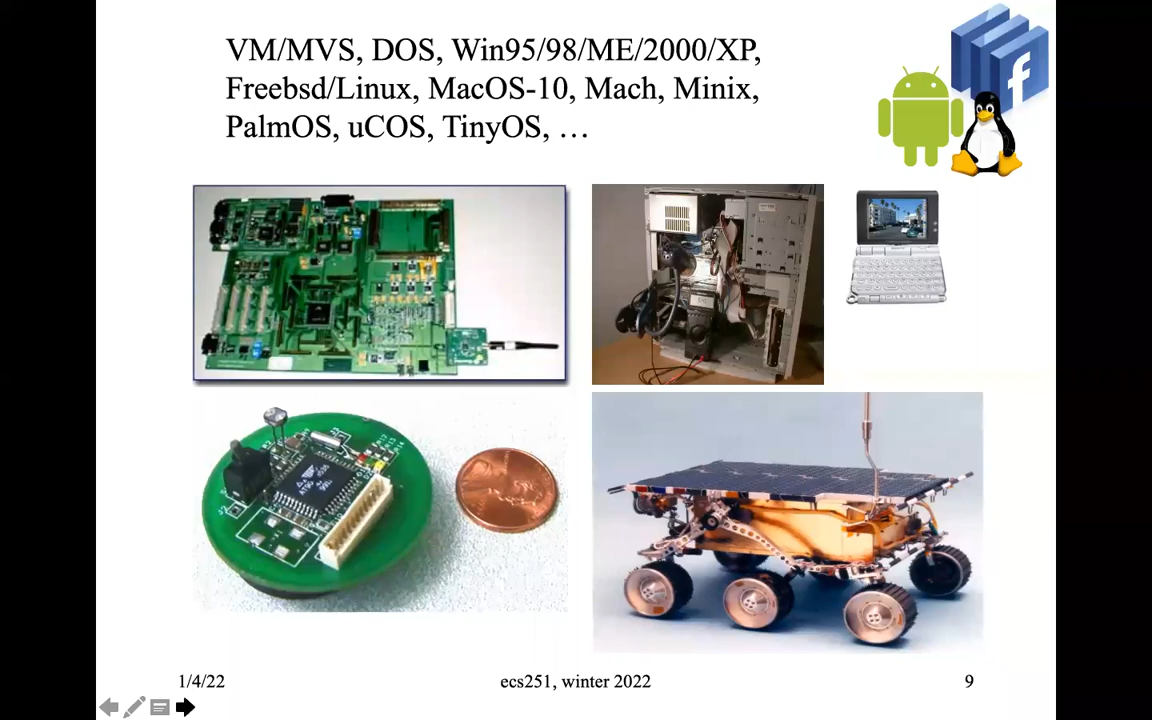 VM/MVS, DOS, Win95/98/ME/2000/XP,
Freebsd/Linux, MacOS-10, Mach, Minix,
PalmOS, uCOS, TinyOS, …
f
1/4/22
ecs251, winter 2022
9